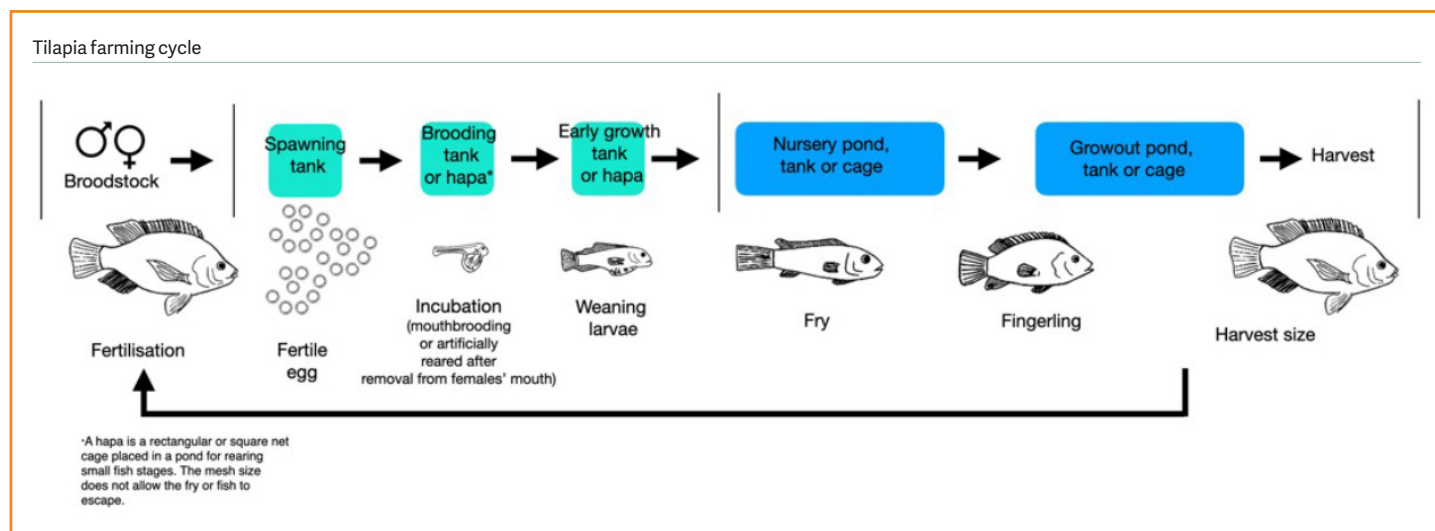 Tilapia farming cycle
Broodstock
Spawning
tank
Brooding
tank
or hapa*
Early growth
tank
or hapa
Nursery pond,
tank or cage
Growout pond,
tank or cage
Harvest
Fertilisation
Fertile
egg
Incubation
(mouthbrooding
or artificially
reared after
removal from females' mouth)
Weaning
larvae
Fry
Fingerling
Harvest size
*A hapa is a rectangular or square net
cage placed in a pond for rearing
small fish stages. The mesh size
does not allow the fry or fish to
escape.